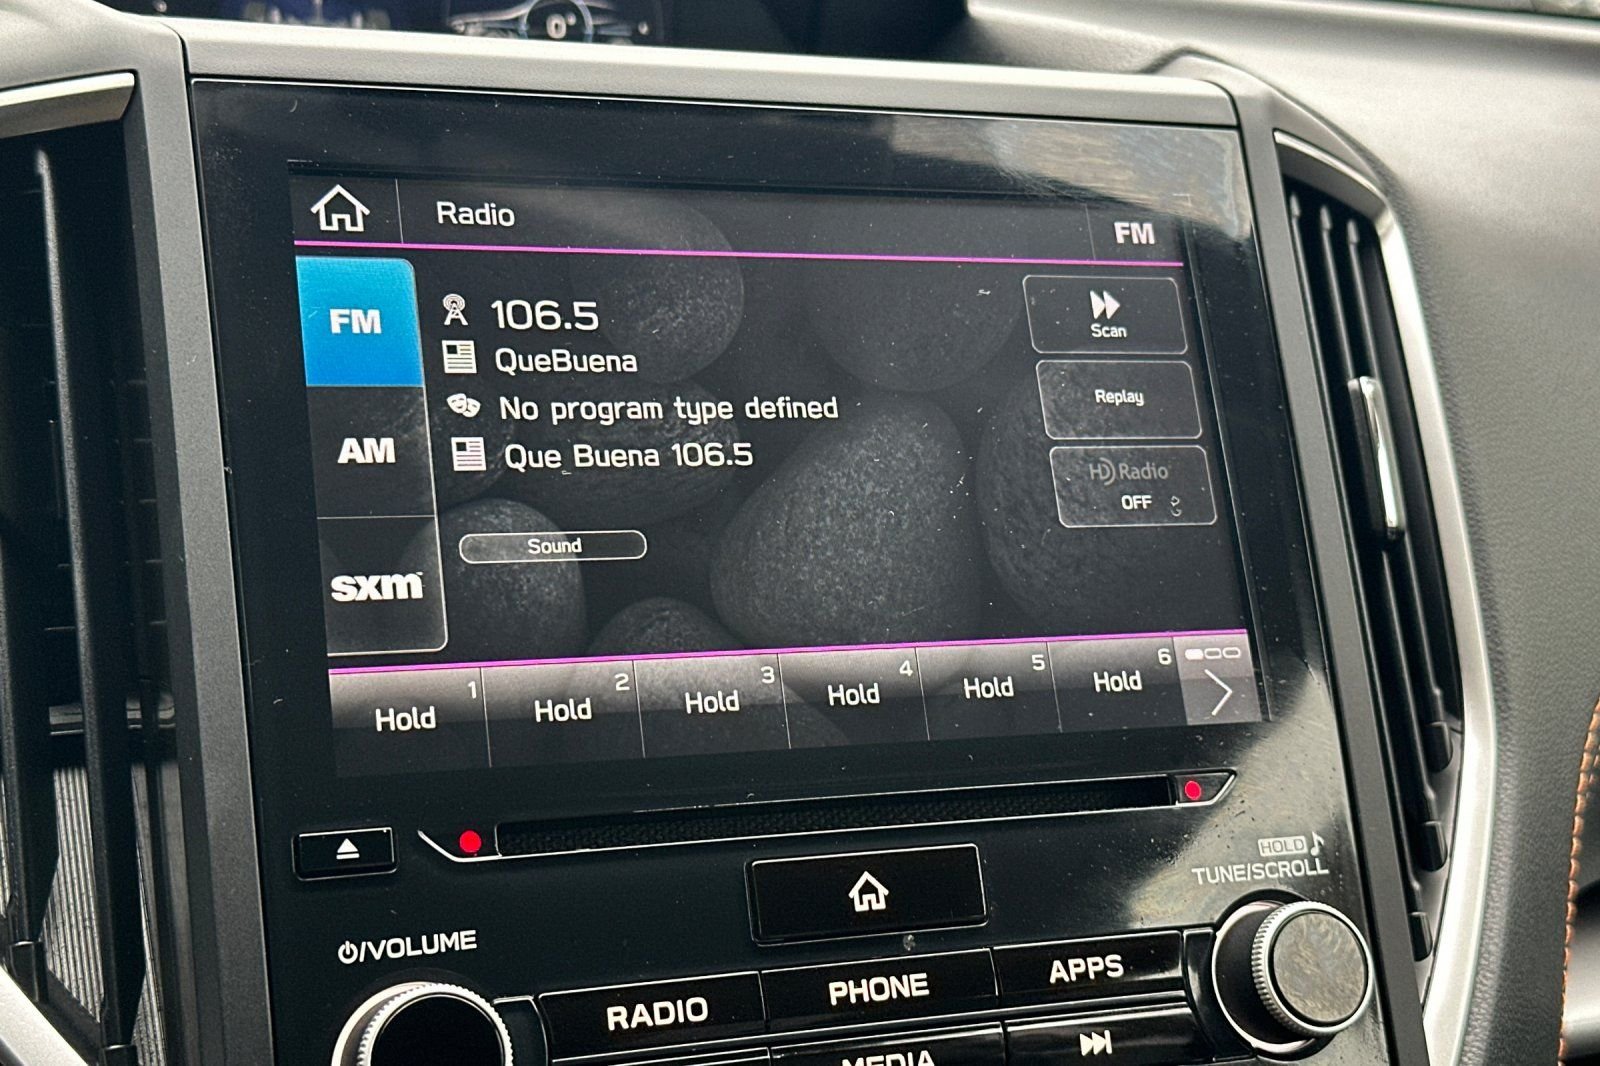 0
Radio
FM
FM
106.5
Scan
QueBuena
Replay
No program type defined
AM
Que Buena 106.5
HD Radio
OFF
Sound
sxm
1
Hold
2
Hold
3
Hold
4
Hold
5
Hold
6
Hold
HOLD
TUNE/SCROLL
/VOLUME
RADIO
PHONE
APPS
MEDIA